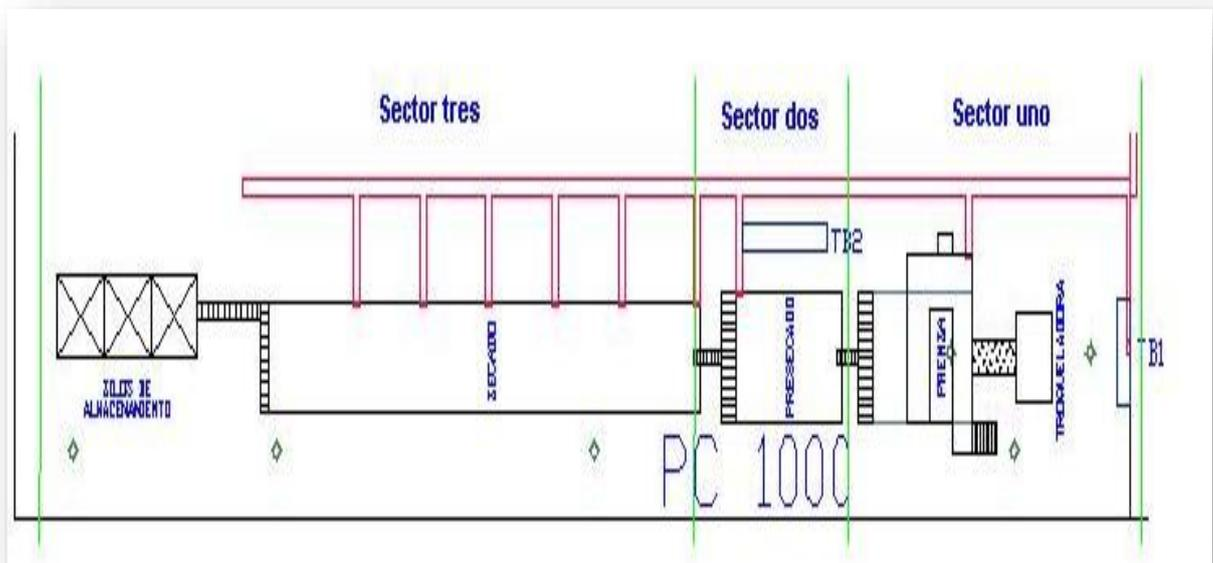 Sector tres
Sector dos
Sector uno
TB2
SECADO
PRESECADO
PRENZA
TROQUELADORA
TB1
SILOS DE
ALMACENAMIENTO
PC 1000